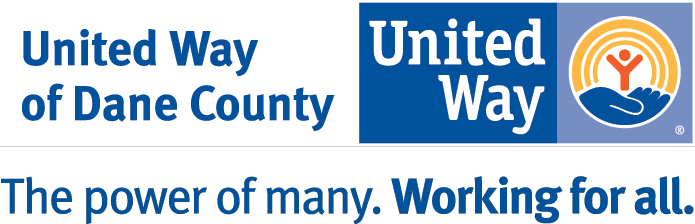 United Way
of Dane County
United
Way
®
The power of many. Working for all.